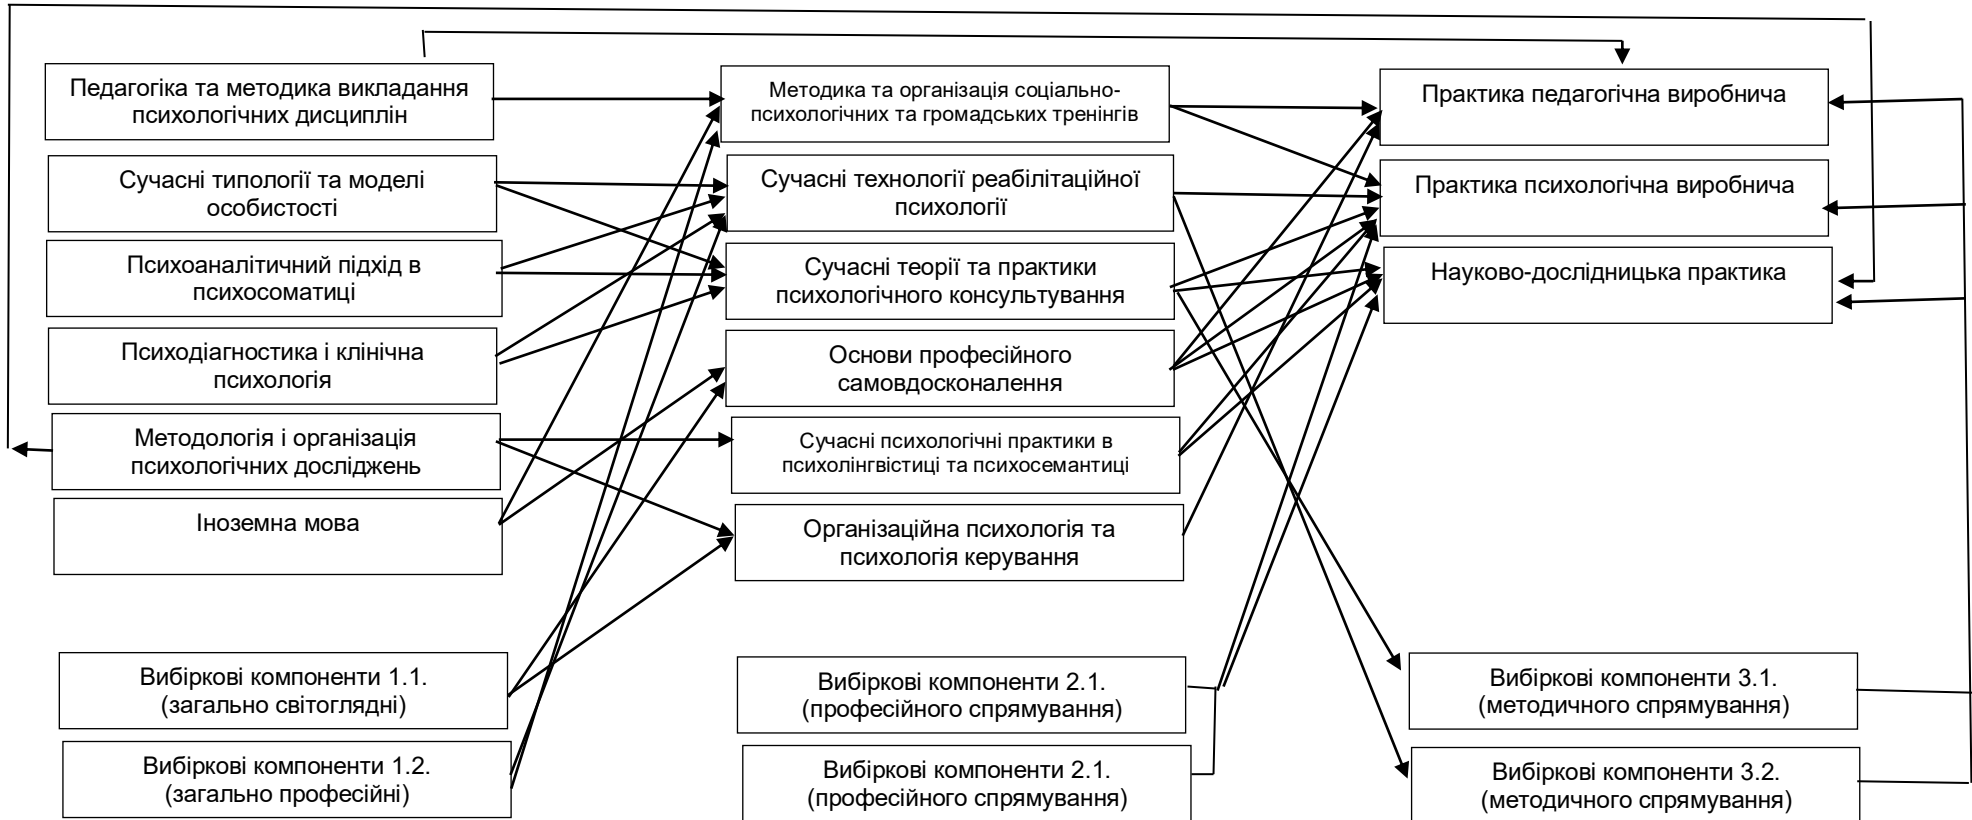 Педагогіка та методика викладання
психологічних дисциплін
Сучасні типології та моделі
особистості
Психоаналітичний підхід в
психосоматиці
Психодіагностика і клінічна
психологія
Методологія і організація
психологічних досліджень
Іноземна мова
Вибіркові компоненти 1.1.
(загально світоглядні)
Вибіркові компоненти 1.2.
(загально професійні)
Методика та організація соціально-
психологічних та громадських тренінгів
Сучасні технології реабілітаційної
психології
Сучасні теорії та практики
психологічного консультування
Основи професійного
самовдосконалення
Сучасні психологічні практики в
психолінгвістиці та психосемантиці
Організаційна психологія та
психологія керування
Вибіркові компоненти 2.1.
(професійного спрямування)
Вибіркові компоненти 2.1.
(професійного спрямування)
Практика педагогічна виробнича
Практика психологічна виробнича
Науково-дослідницька практика
Вибіркові компоненти 3.1.
(методичного спрямування)
Вибіркові компоненти 3.2.
(методичного спрямування)